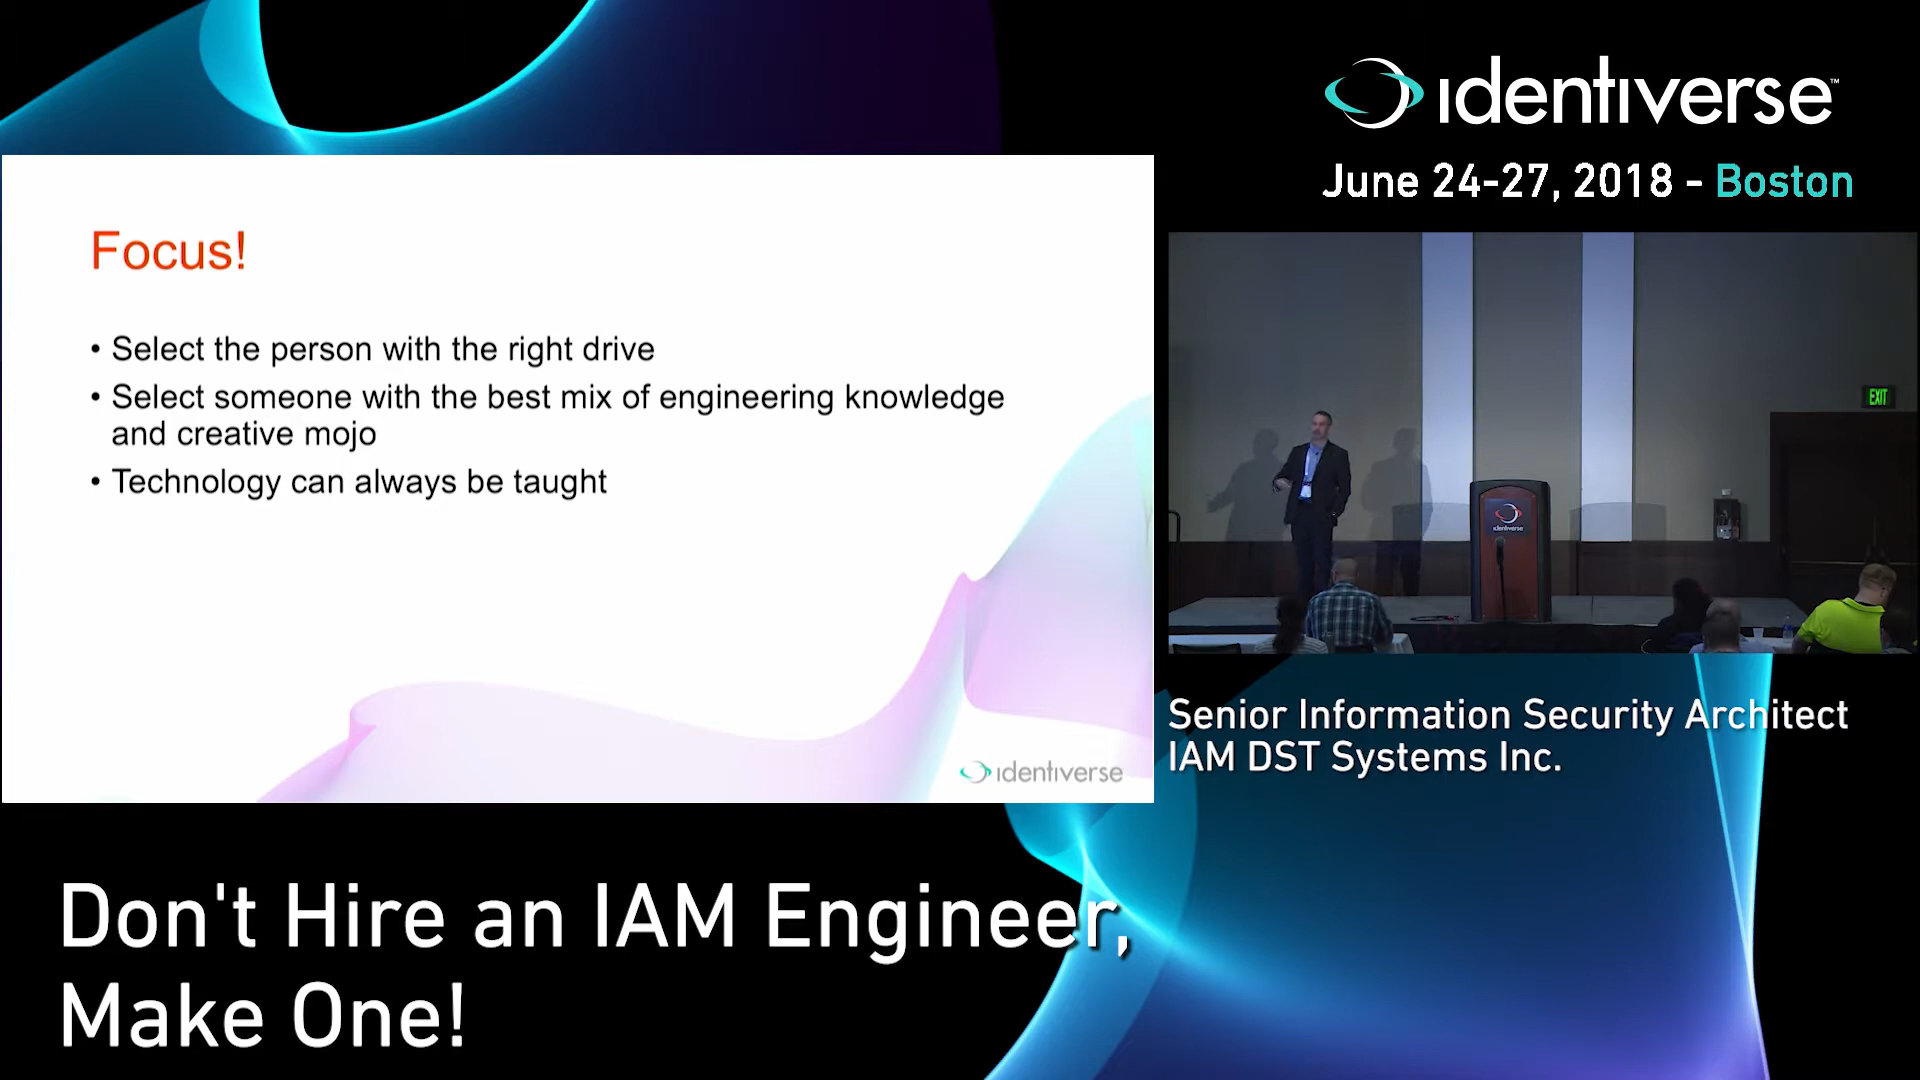 identiverse™
June 24-27, 2018 - Boston
Focus!
• Select the person with the right drive
• Select someone with the best mix of engineering knowledge
and creative mojo
• Technology can always be taught
identiverse
EXIT
identiverse
Senior Information Security Architect
IAM DST Systems Inc.
Don't Hire an IAM Engineer,
Make One!